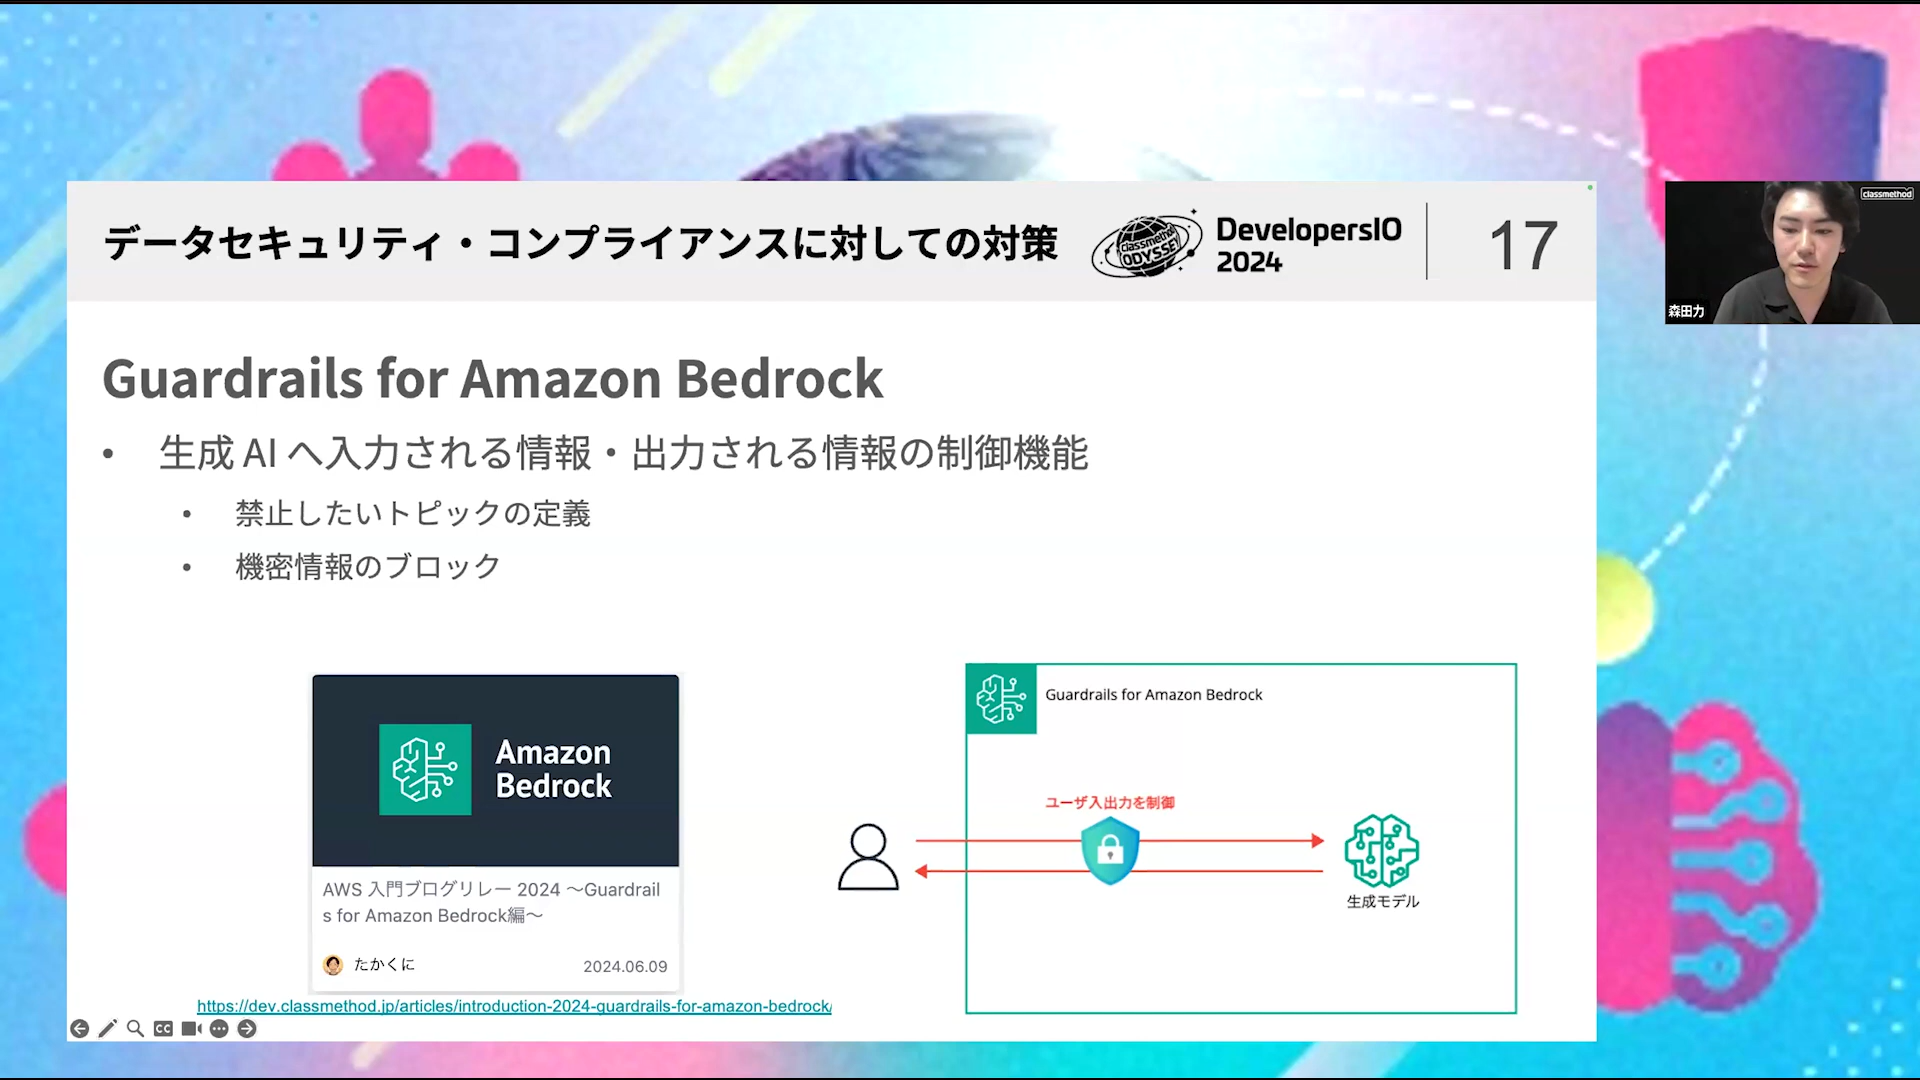 データセキュリティ・コンプライアンスに対しての対策
classmethod ODYSSEY
DevelopersIO
2024
17
classmethod
森田力
Guardrails for Amazon Bedrock
• 生成 AI へ入力される情報・出力される情報の制御機能
• 禁止したいトピックの定義
• 機密情報のブロック
Amazon
Bedrock
AWS 入門ブログリレー 2024 〜Guardrail
s for Amazon Bedrock編〜
たかくに
2024.06.09
https://dev.classmethod.jp/articles/introduction-2024-guardrails-for-amazon-bedrock/
Guardrails for Amazon Bedrock
ユーザ入出力を制御
生成モデル
CC